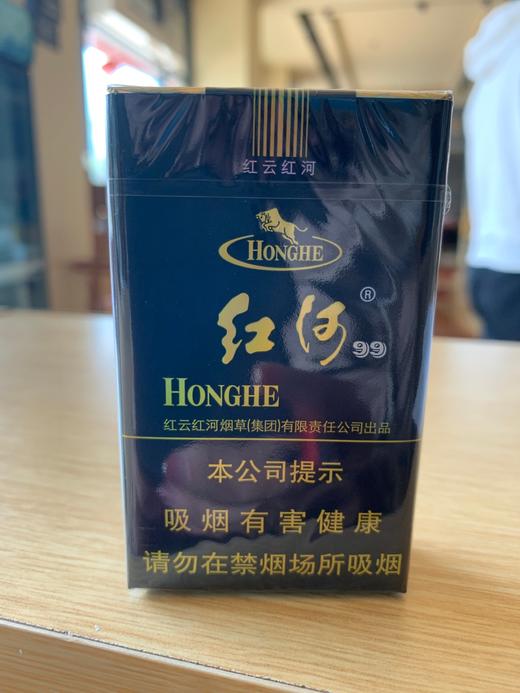 红云红河
HONGHE
红河®99
HONGHE
红云红河烟草(集团)有限责任公司出品
本公司提示
吸烟有害健康
请勿在禁烟场所吸烟